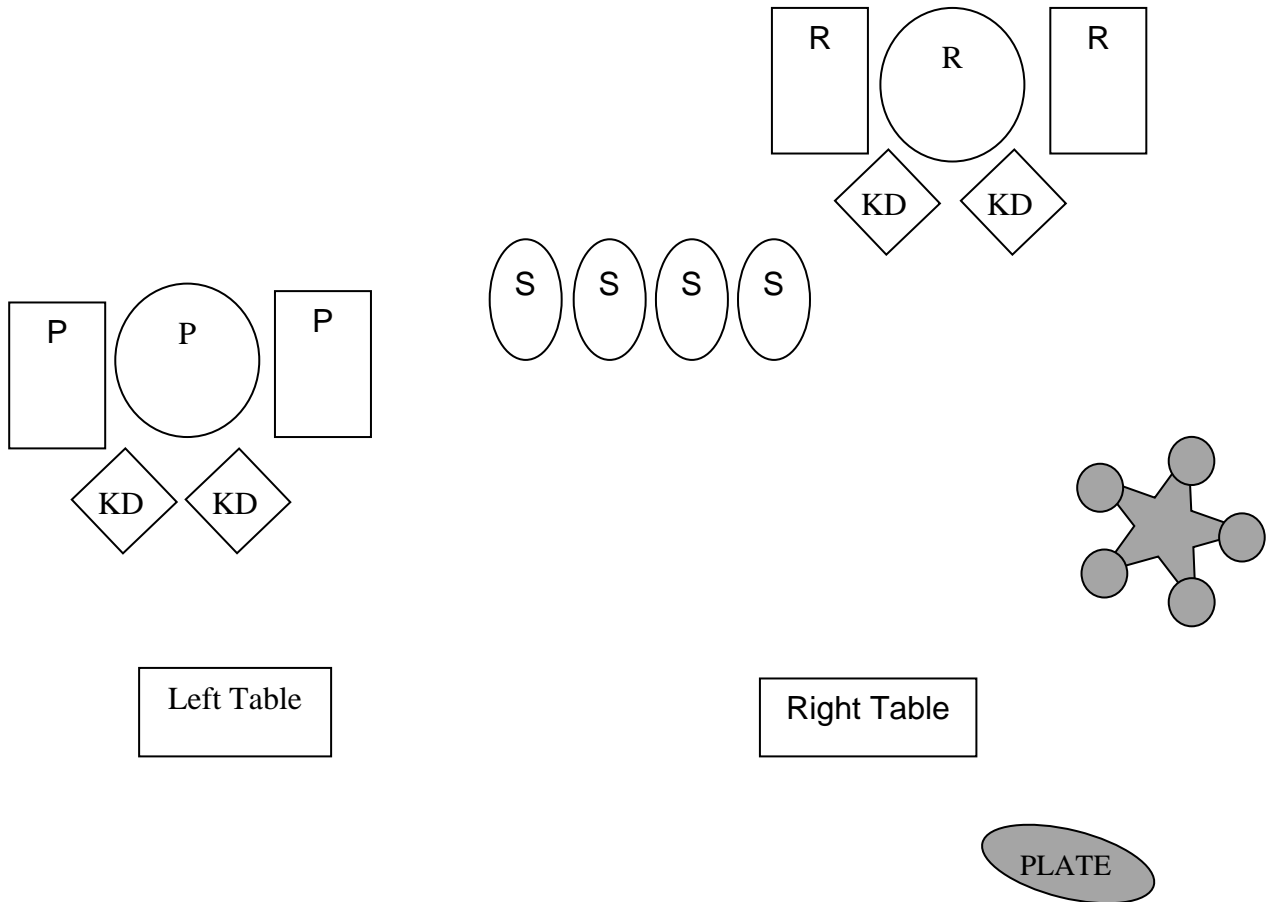 R R R
KD KD
S S S S
P P P
KD KD
Left Table
Right Table
PLATE